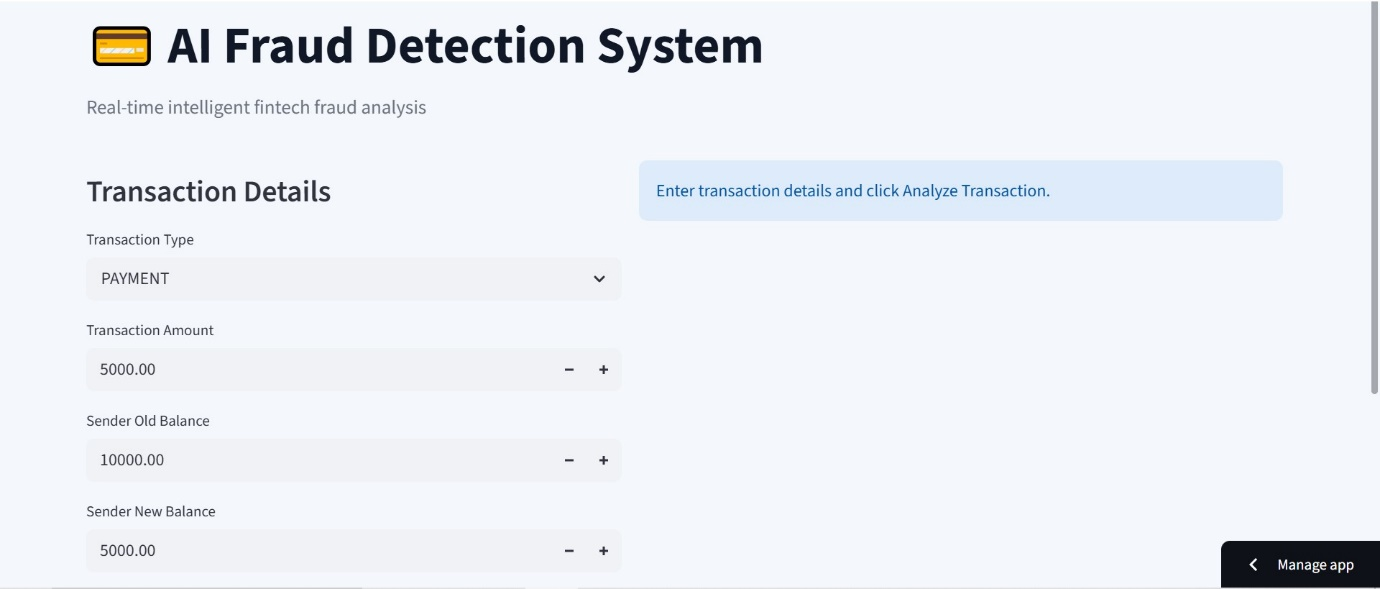 AI Fraud Detection System
Real-time intelligent fintech fraud analysis
Transaction Details
Transaction Type
PAYMENT
Transaction Amount
5000.00
Sender Old Balance
10000.00
Sender New Balance
5000.00
Enter transaction details and click Analyze Transaction.
Manage app